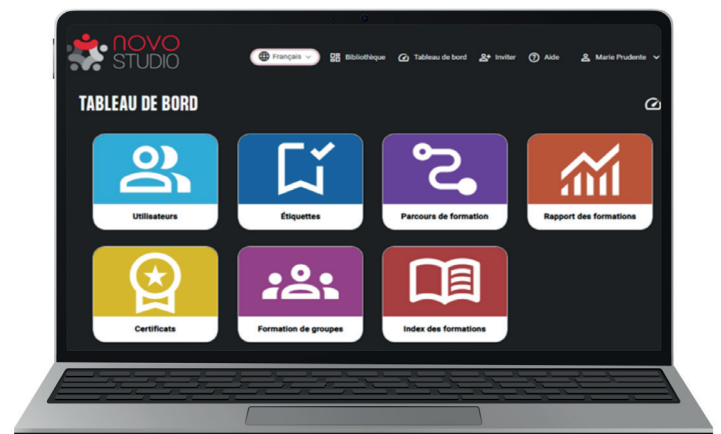 NOVO
STUDIO
Français
Bibliothèque
Tableau de bord
Inviter
Aide
Marie Prudente
TABLEAU DE BORD
Utilisateurs
Étiquettes
Parcours de formation
Rapport des formations
Certificats
Formation de groupes
Index des formations